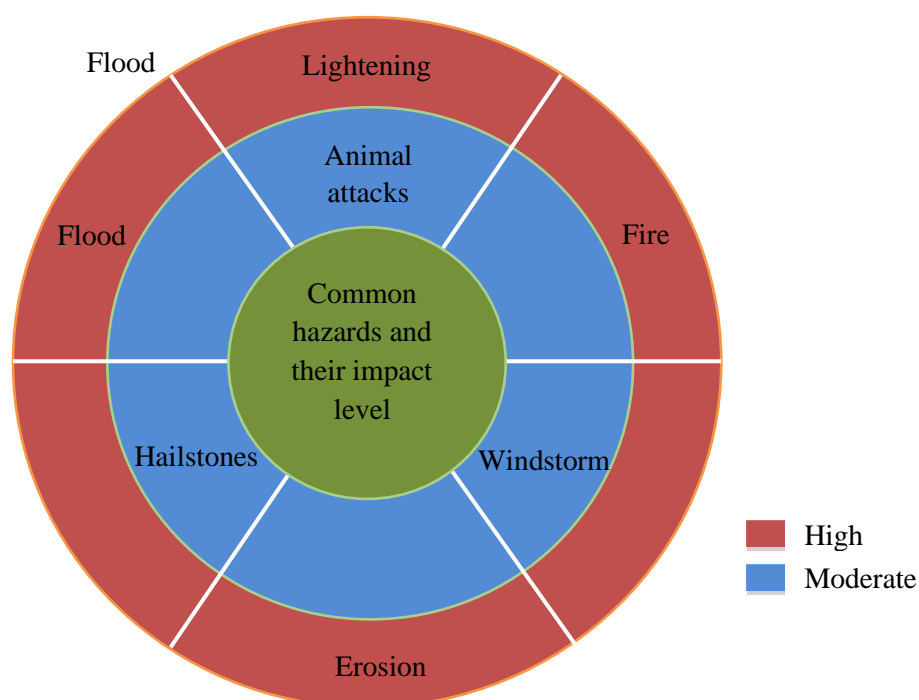 Flood
Lightening
Animal
attacks
Flood
Fire
Common
hazards and
their impact
level
Hailstones
Windstorm
High
Moderate
Erosion